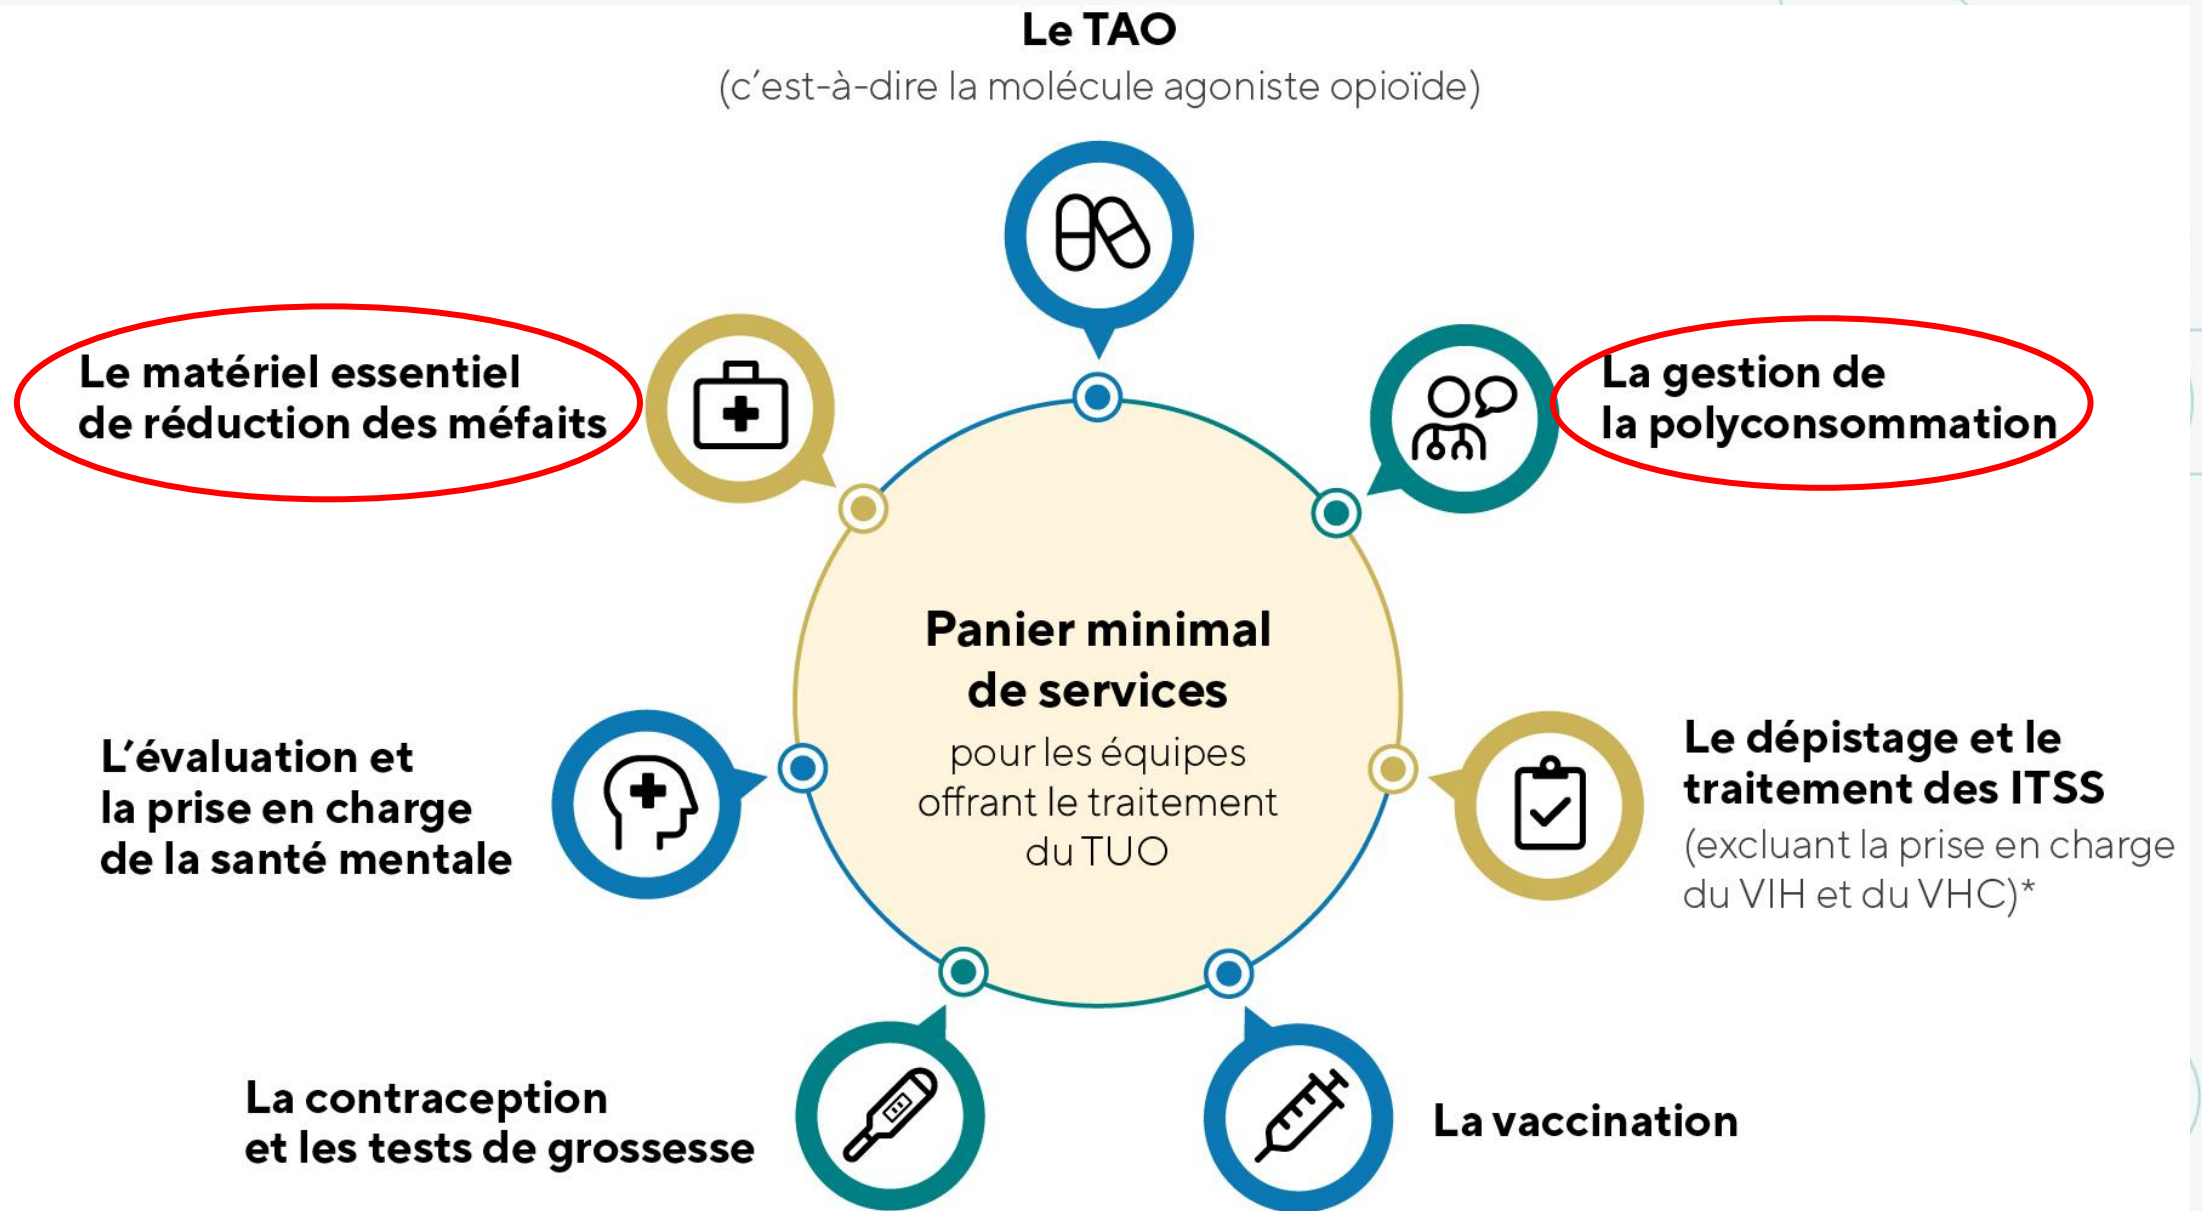 Le TAO
(c'est-à-dire la molécule agoniste opioïde)
Le matériel essentiel
de réduction des méfaits
La gestion de
la polyconsommation
Panier minimal
de services
pour les équipes
offrant le traitement
du TUO
L'évaluation et
la prise en charge
de la santé mentale
Le dépistage et le
traitement des ITSS
(excluant la prise en charge
du VIH et du VHC)*
La contraception
et les tests de grossesse
La vaccination